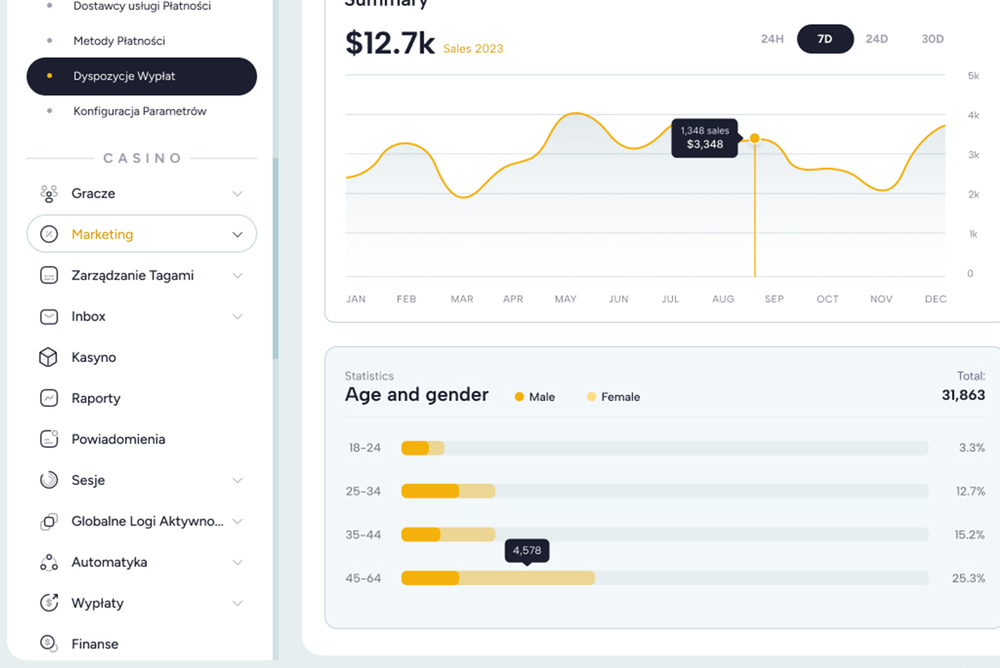 Dostawcy usługi Płatności
Metody Płatności
Dyspozycje Wypłat
Konfiguracja Parametrów
CASINO
Gracze
Marketing
Zarządzanie Tagami
Inbox
Kasyno
Raporty
Powiadomienia
Sesje
Globalne Logi Aktywno...
Automatyka
Wypłaty
Finanse
Summary
$12.7k Sales 2023
24H 7D 24D 30D
5k
4k
1,348 sales
$3,348
3k
2k
1k
0
JAN FEB MAR APR MAY JUN JUL AUG SEP OCT NOV DEC
Statistics
Age and gender
Male Female
Total:
31,863
18-24 3.3%
25-34 12.7%
35-44 15.2%
4,578
45-64 25.3%